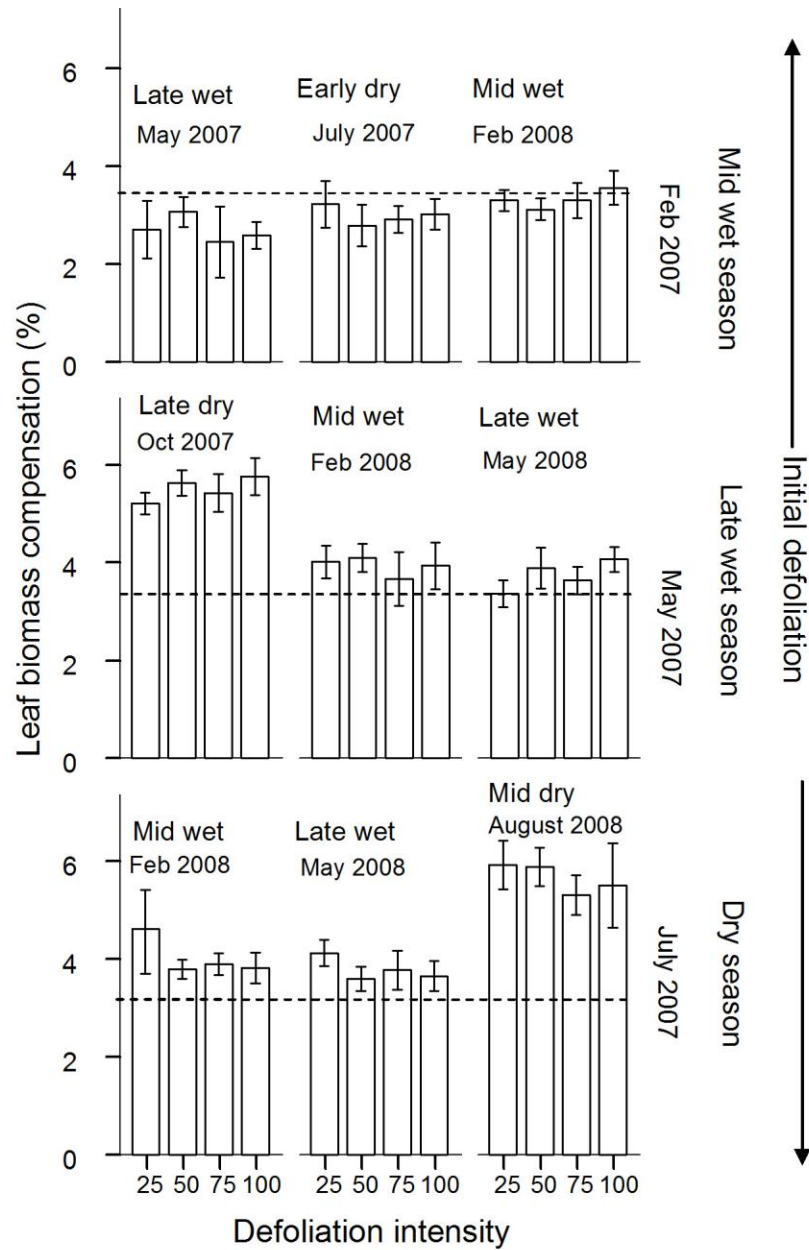 Leaf biomass compensation (%)
6
4
2
0
Late wet
May 2007
Early dry
July 2007
Mid wet
Feb 2008
Feb 2007
Mid wet season
6
4
2
0
Late dry
Oct 2007
Mid wet
Feb 2008
Late wet
May 2008
May 2007
Late wet season
Initial defoliation
6
4
2
0
Mid wet
Feb 2008
Late wet
May 2008
Mid dry
August 2008
July 2007
Dry season
25 50 75 100 25 50 75 100 25 50 75 100
Defoliation intensity